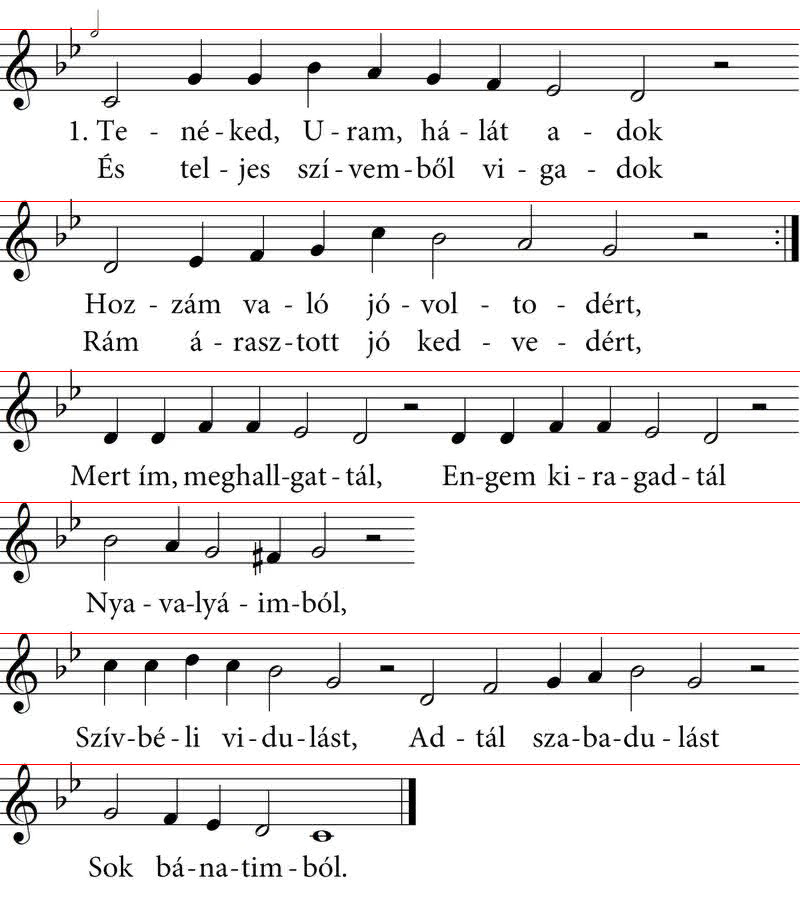 1. Te - né - ked, U - ram, há - lát a - dok
És tel - jes szí - vem - ből vi - ga - dok
Hoz - zám va - ló jó - vol - to - dért,
Rám á - rasz - tott jó ked - ve - dért,
Mert ím, meghall-gat - tál, En-gem ki - ra - gad - tál
Nya - va-lyá - im-ból,
Szív-bé - li vi - du - lást, Ad - tál sza-ba-du - lást
Sok bá-na-tim-ból.